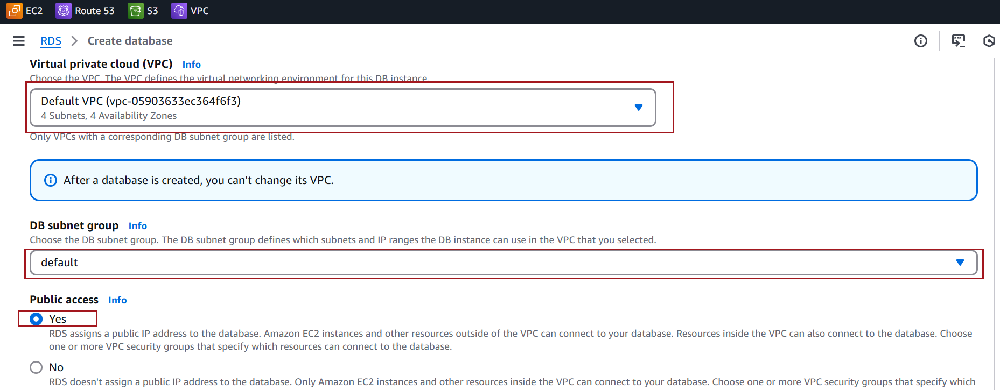 EC2 Route 53 S3 VPC
RDS Create database
Virtual private cloud (VPC) Info
Choose the VPC. The VPC defines the virtual networking environment for this DB instance.
Default VPC (vpc-05903633ec364f6f3)
4 Subnets, 4 Availability Zones
Only VPCs with a corresponding DB subnet group are listed.
After a database is created, you can't change its VPC.
DB subnet group Info
Choose the DB subnet group. The DB subnet group defines which subnets and IP ranges the DB instance can use in the VPC that you selected.
default
Public access Info
Yes
RDS assigns a public IP address to the database. Amazon EC2 instances and other resources outside of the VPC can connect to your database. Resources inside the VPC can also connect to the database. Choose
one or more VPC security groups that specify which resources can connect to the database.
No
RDS doesn't assign a public IP address to the database. Only Amazon EC2 instances and other resources inside the VPC can connect to your database. Choose one or more VPC security groups that specify which